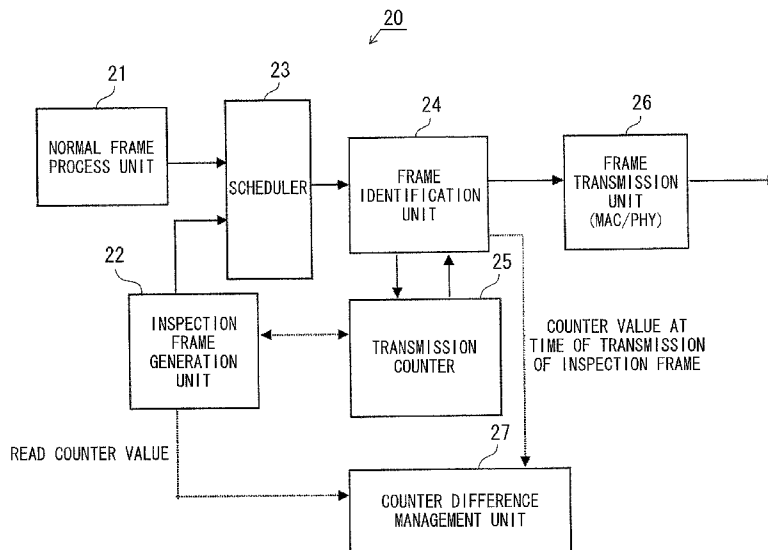 20
21
NORMAL FRAME
PROCESS UNIT
23
SCHEDULER
24
FRAME
IDENTIFICATION
UNIT
26
FRAME
TRANSMISSION
UNIT
(MAC/PHY)
22
INSPECTION
FRAME
GENERATION
UNIT
25
TRANSMISSION
COUNTER
COUNTER VALUE AT
TIME OF TRANSMISSION
OF INSPECTION FRAME
READ COUNTER VALUE
27
COUNTER DIFFERENCE
MANAGEMENT UNIT